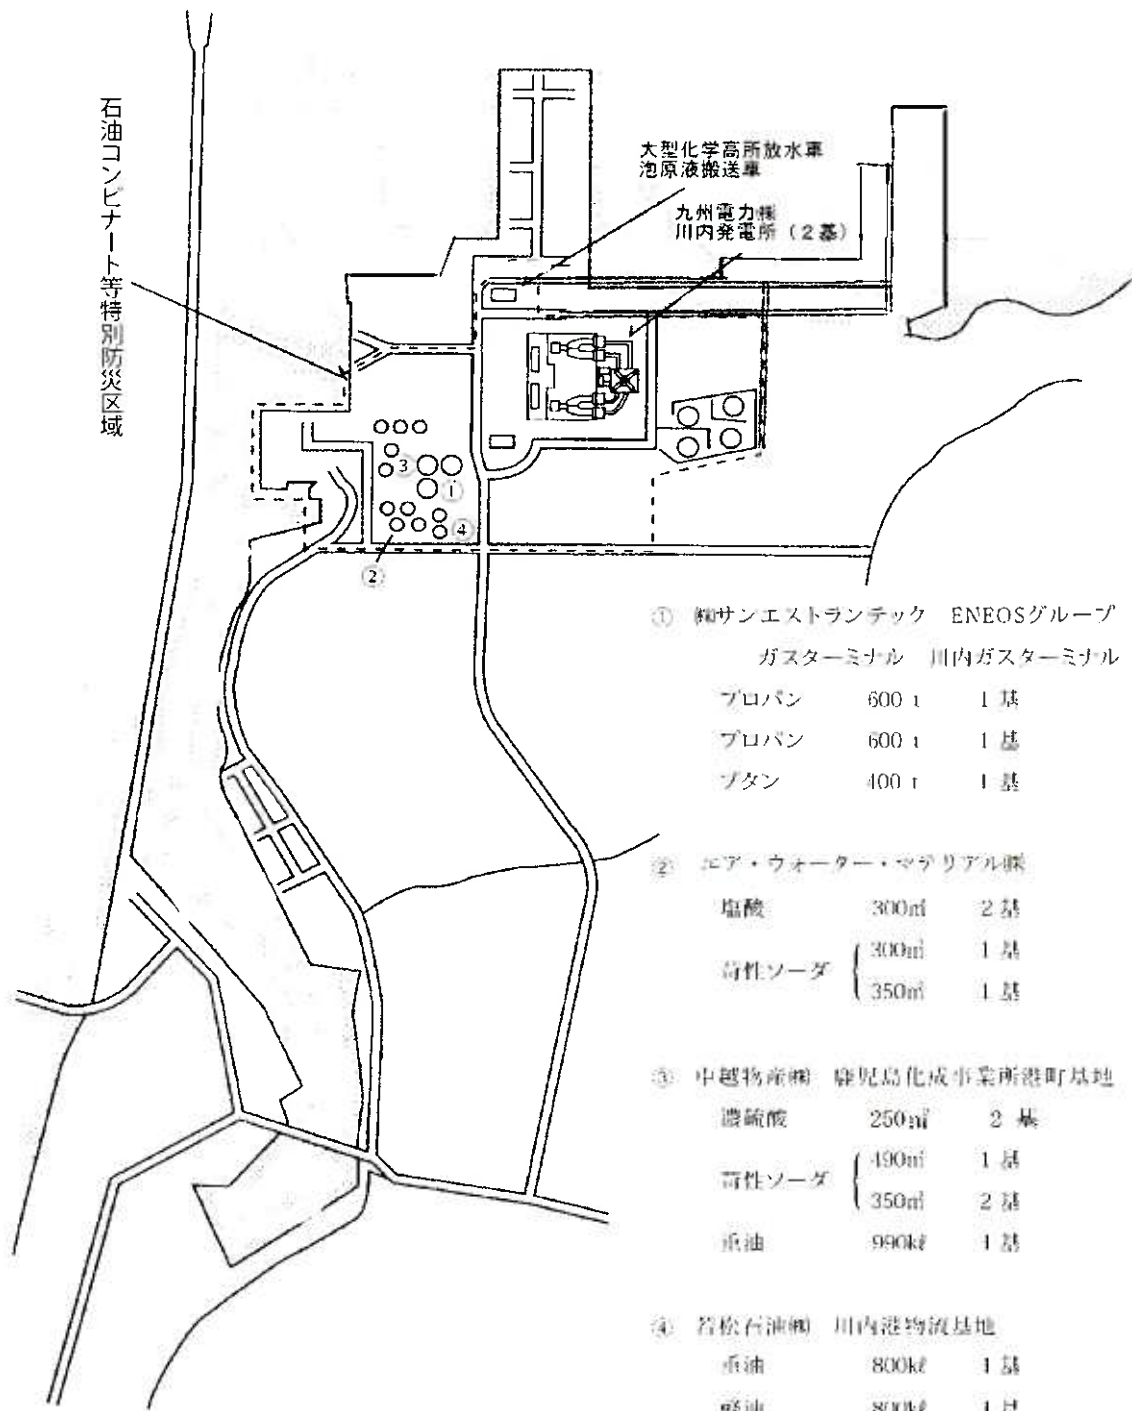 石油コンビナート等特別防災区域
大型化学高所放水車
泡原液搬送車
九州電力㈱
川内発電所(2基)
③
①
④
②
① ㈱サンエストランテック ENEOSグループ
ガスターミナル 川内ガスターミナル
プロパン 600t 1基
プロパン 600t 1基
ブタン 400t 1基
② エア・ウォーター・マテリアル㈱
塩酸 300㎥ 2基
苛性ソーダ 300㎥ 1基
350㎥ 1基
③ 中越物産㈱ 鹿児島化成事業所港町基地
濃硫酸 250㎥ 2基
苛性ソーダ 490㎥ 1基
350㎥ 2基
重油 990kℓ 1基
④ 若松石油㈱ 川内港物流基地
重油 800kℓ 1基
軽油 800kℓ 1基